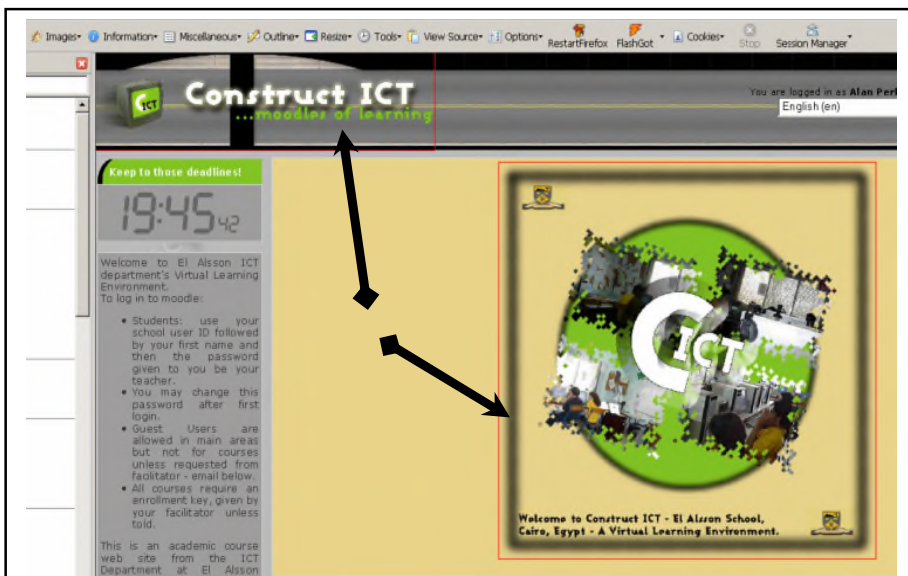 Images Information Miscellaneous Outline Resize Tools View Source Options RestartFirefox FlashGot Cookies Stop Session Manager
CICT
Construct ICT
...moodles of learning
You are logged in as Alan
English (en)
Keep to those deadlines!
19:45 42
Welcome to El Alsson ICT
department's Virtual Learning
Environment.
To log in to moodle:
• Students: use your
school user ID followed
by your first name and
then the password
given to you be your
teacher.
• You may change this
password after first
login.
• Guest Users are
allowed in main areas
but not for courses
unless requested from
facilitator - email below.
• All courses require an
enrollment key, given by
your facilitator unless
told.
This is an academic course
web site from the ICT
Department at El Alsson
CICT
Welcome to Construct ICT - El Alsson School,
Cairo, Egypt - A Virtual Learning Environment.